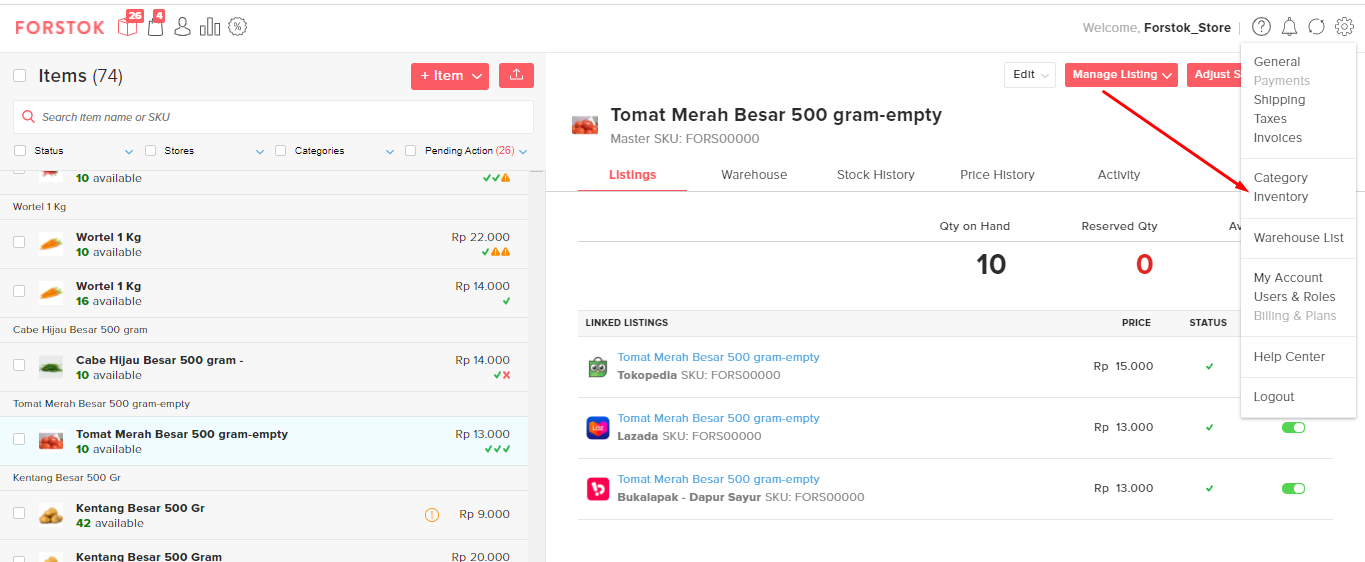 FORSTOK
26
4
Welcome, Forstok_Store
Items (74)
+ Item
Search item name or SKU
Status
Stores
Categories
Pending Action (26)
10 available
Wortel 1 Kg
Wortel 1 Kg
Rp 22.000
10 available
Wortel 1 Kg
Rp 14.000
16 available
Cabe Hijau Besar 500 gram
Cabe Hijau Besar 500 gram -
Rp 14.000
10 available
Tomat Merah Besar 500 gram-empty
Tomat Merah Besar 500 gram-empty
Rp 13.000
10 available
Kentang Besar 500 Gr
Kentang Besar 500 Gr
Rp 9.000
42 available
Kentang Besar 500 Gram
Rp 20.000
Edit
Manage Listing
Adjust S
Tomat Merah Besar 500 gram-empty
Master SKU: FORS00000
Listings
Warehouse
Stock History
Price History
Activity
Qty on Hand
Reserved Qty
Av
10
0
LINKED LISTINGS
PRICE
STATUS
Tomat Merah Besar 500 gram-empty
Tokopedia SKU: FORS00000
Rp 15.000
Tomat Merah Besar 500 gram-empty
Lazada SKU: FORS00000
Rp 13.000
Tomat Merah Besar 500 gram-empty
Bukalapak - Dapur Sayur SKU: FORS00000
Rp 13.000
General
Payments
Shipping
Taxes
Invoices
Category
Inventory
Warehouse List
My Account
Users & Roles
Billing & Plans
Help Center
Logout